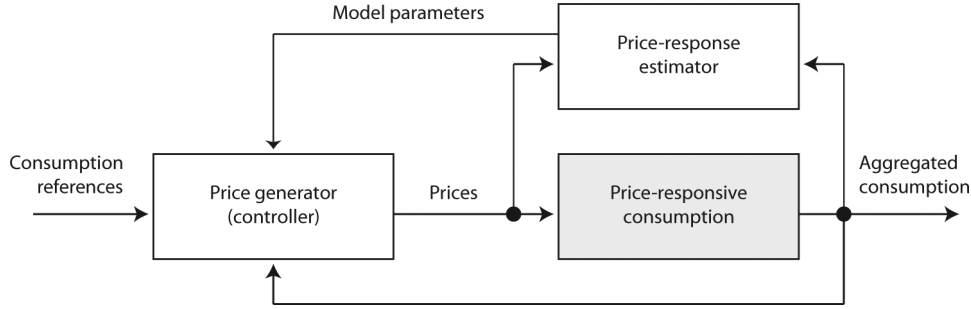 Model parameters
Price-response
estimator
Consumption
references
Price generator
(controller)
Prices
Price-responsive
consumption
Aggregated
consumption